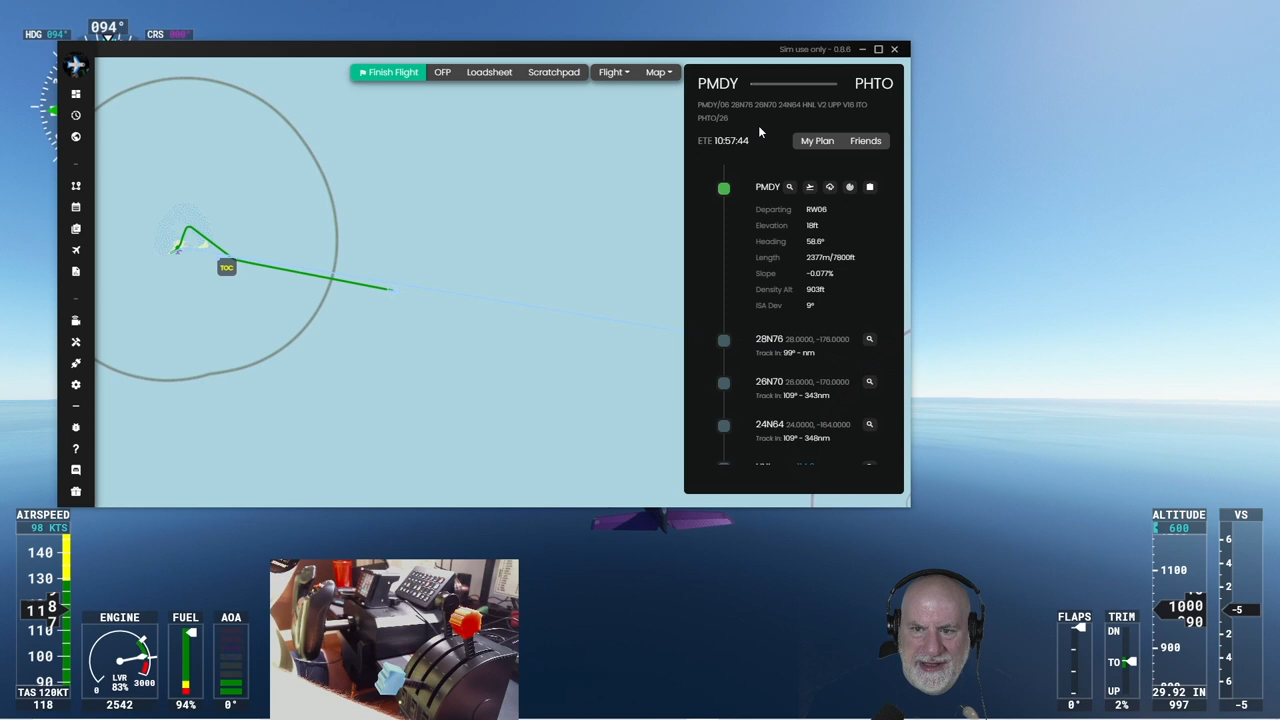 HDG 094°
094°
CRS 000°
Sim use only - 0.8.6
Finish Flight
OFP
Loadsheet
Scratchpad
Flight
Map
PMDY
PHTO
PMDY/06 28N76 26N70 24N64 HNL V2 UPP V16 ITO
PHTO/26
ETE 10:57:44
My Plan
Friends
PMDY
Departing RW06
Elevation 18ft
Heading 58.6°
Length 2377m/7800ft
Slope -0.077%
Density Alt 903ft
ISA Dev 9°
28N76 28.0000, -176.0000
Track In: 99° - nm
26N70 26.0000, -170.0000
Track In: 109° - 343nm
24N64 24.0000, -164.0000
Track In: 109° - 348nm
TOC
AIRSPEED
98 KTS
140
130
118
7
110
100
90
TAS 120KT
118
ENGINE
LVR
83%
0
3000
2542
FUEL
94%
AOA
0°
FLAPS
0°
TRIM
DN
TO
UP
2%
ALTITUDE
600
1100
1000
990
900
29.92 IN
997
VS
6
4
2
-5
2
4
6
-5